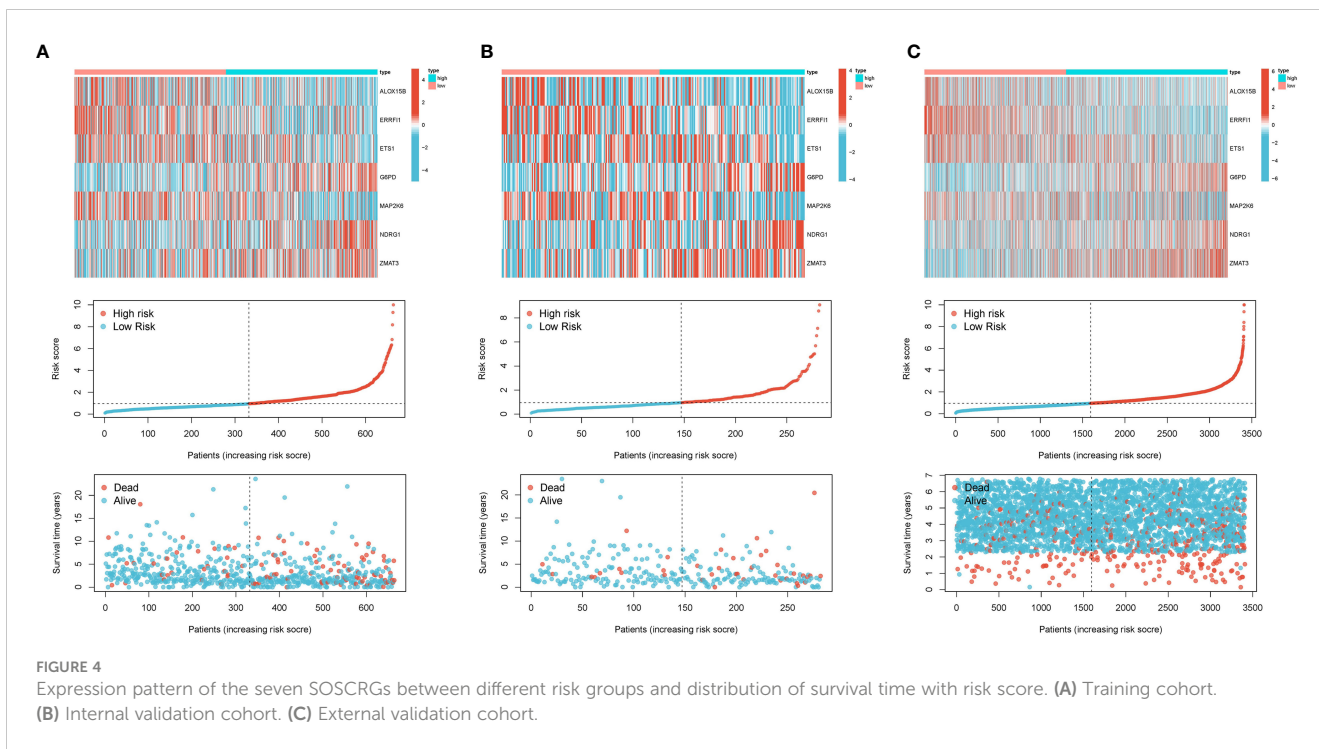 A
type
ALOX15B
ERRFI1
ETS1
G6PD
MAP2K6
NDRG1
ZMAT3
4
2
0
−2
−4
type
high
low
Risk score
10
8
6
4
2
0
High risk
Low Risk
0 100 200 300 400 500 600
Patients (increasing risk socre)
Survival time (years)
20
15
10
5
0
Dead
Alive
0 100 200 300 400 500 600
Patients (increasing risk socre)
B
type
ALOX15B
ERRFI1
ETS1
G6PD
MAP2K6
NDRG1
ZMAT3
4
2
0
−2
−4
type
high
low
Risk score
8
6
4
2
0
High risk
Low Risk
0 50 100 150 200 250
Patients (increasing risk socre)
Survival time (years)
20
15
10
5
0
Dead
Alive
0 50 100 150 200 250
Patients (increasing risk socre)
C
type
ALOX15B
ERRFI1
ETS1
G6PD
MAP2K6
NDRG1
ZMAT3
6
4
2
0
−2
−4
−6
type
high
low
Risk score
10
8
6
4
2
0
High risk
Low Risk
0 500 1000 1500 2000 2500 3000 3500
Patients (increasing risk socre)
Survival time (years)
7
6
5
4
3
2
1
0
Dead
Alive
0 500 1000 1500 2000 2500 3000 3500
Patients (increasing risk socre)
FIGURE 4
Expression pattern of the seven SOSCRGs between different risk groups and distribution of survival time with risk score. (A) Training cohort.
(B) Internal validation cohort. (C) External validation cohort.